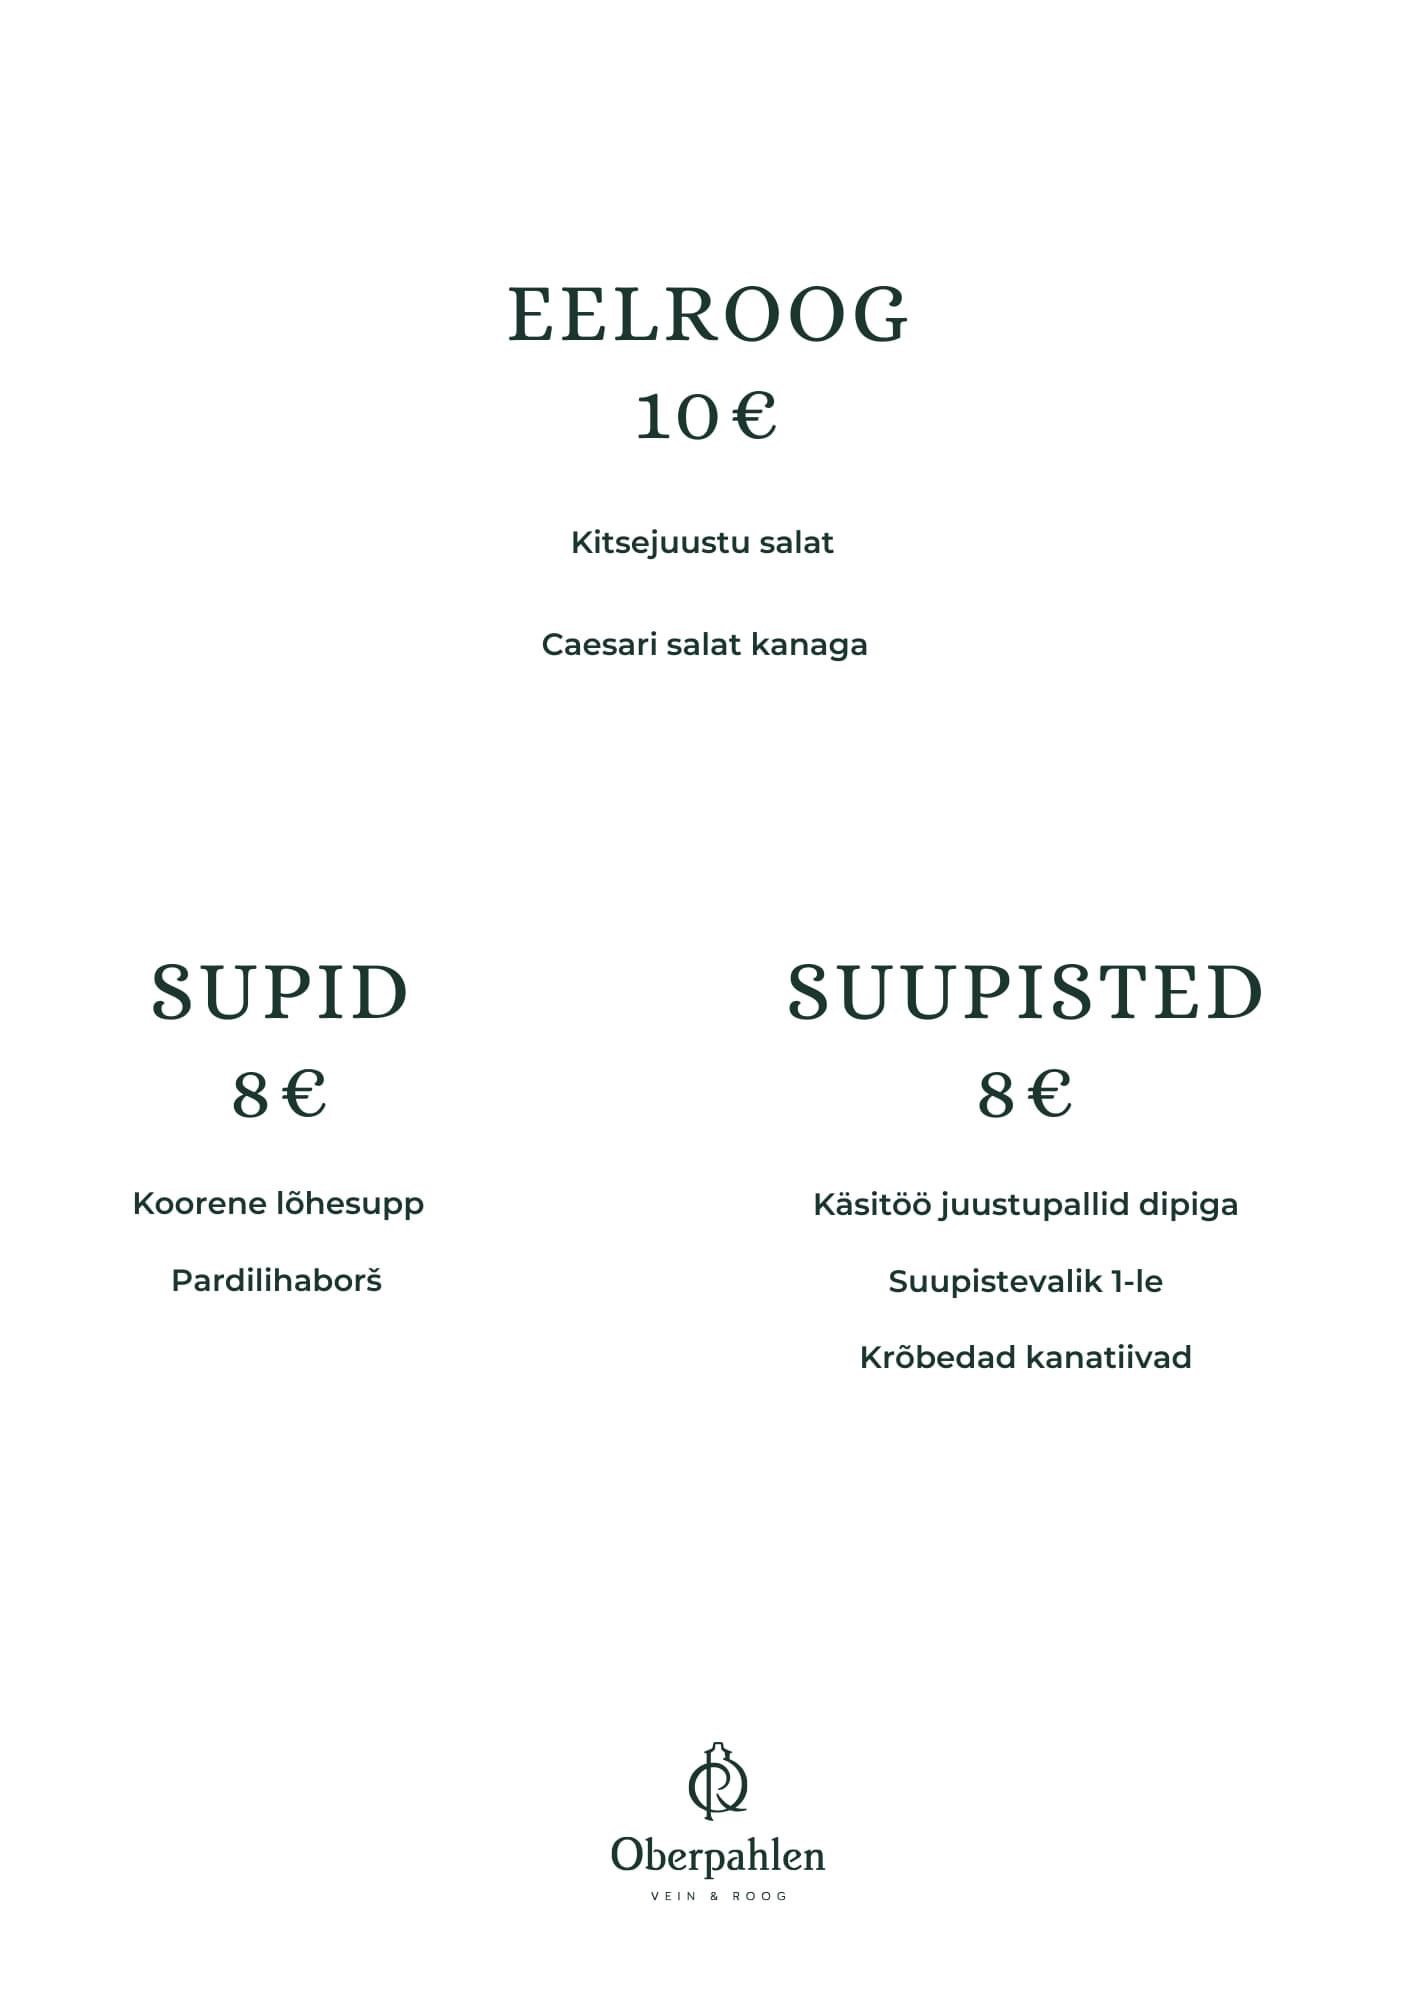 EELROOG
10 €
Kitsejuustu salat
Caesari salat kanaga
SUPID
8 €
Koorene lõhesupp
Pardilihaborš
SUUPISTED
8 €
Käsitöö juustupallid dipiga
Suupistevalik 1-le
Krõbedad kanatiivad
Oberpahlen
VEIN & ROOG